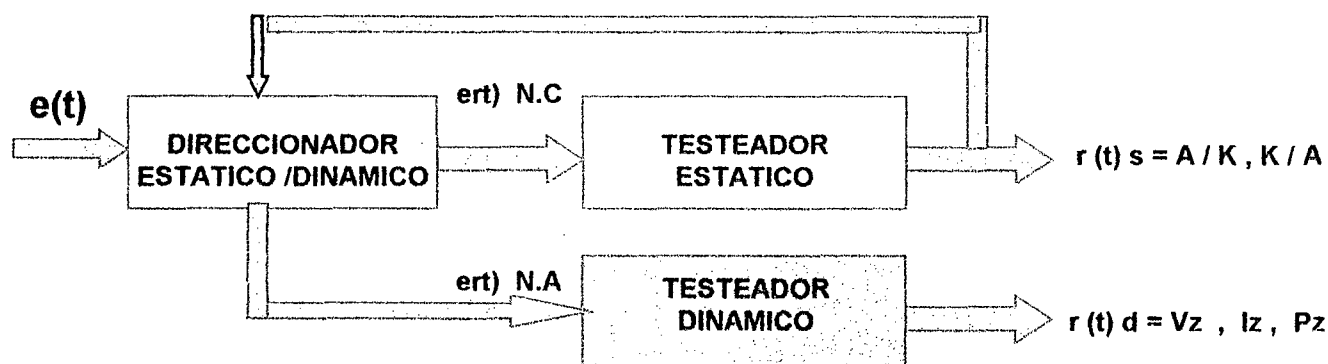 e(t)
DIRECCIONADOR
ESTATICO /DINAMICO
ert) N.C
TESTEADOR
ESTATICO
r (t) s = A / K , K / A
ert) N.A
TESTEADOR
DINAMICO
r (t) d = Vz , Iz , Pz